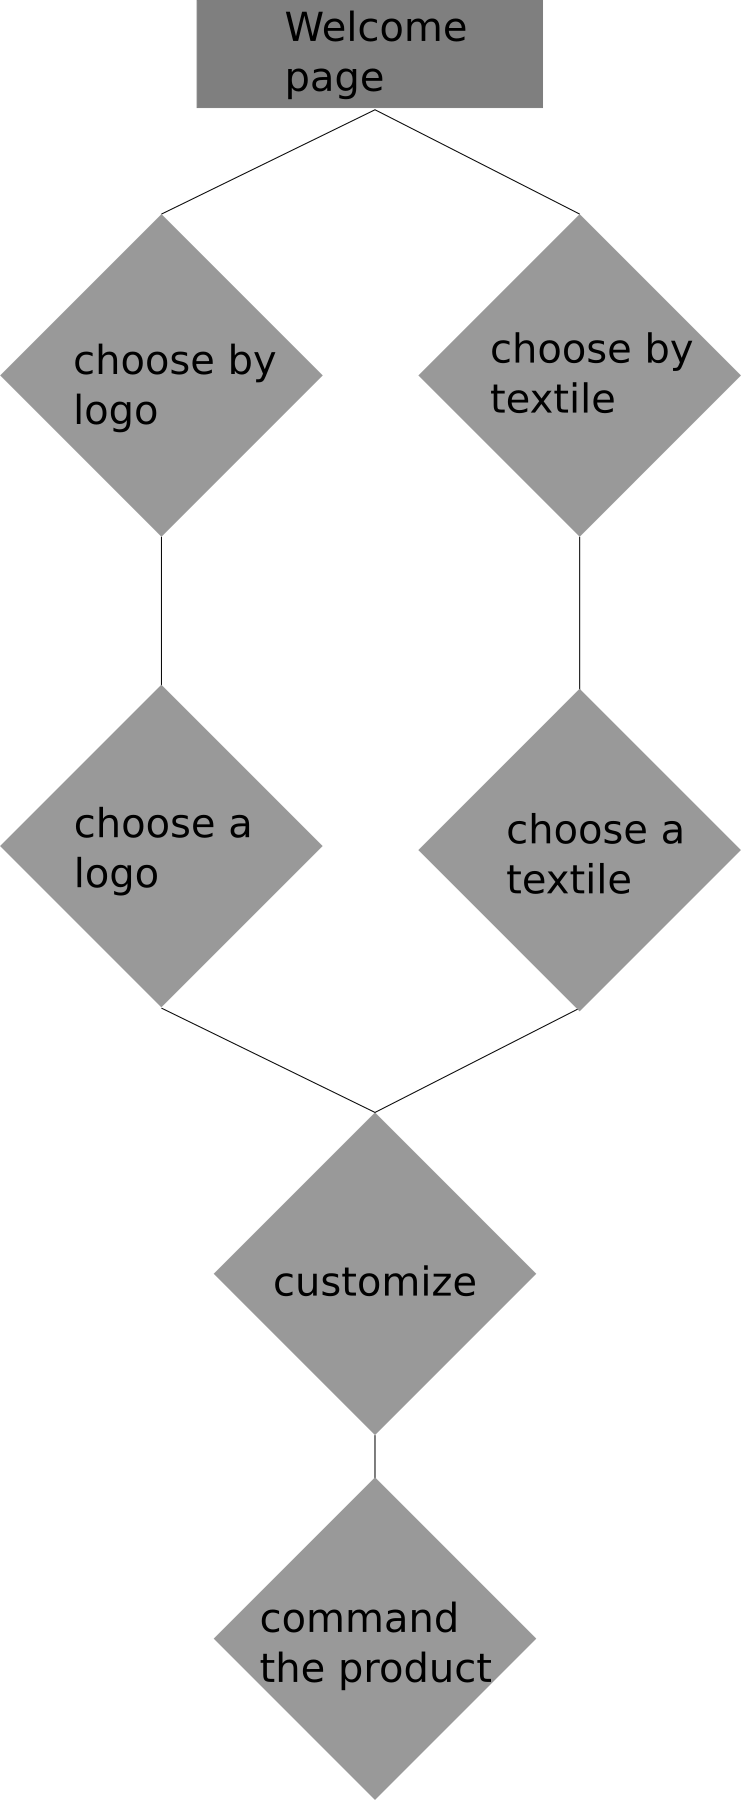 Welcome
page
choose by
logo
choose by
textile
choose a
logo
choose a
textile
customize
command
the product